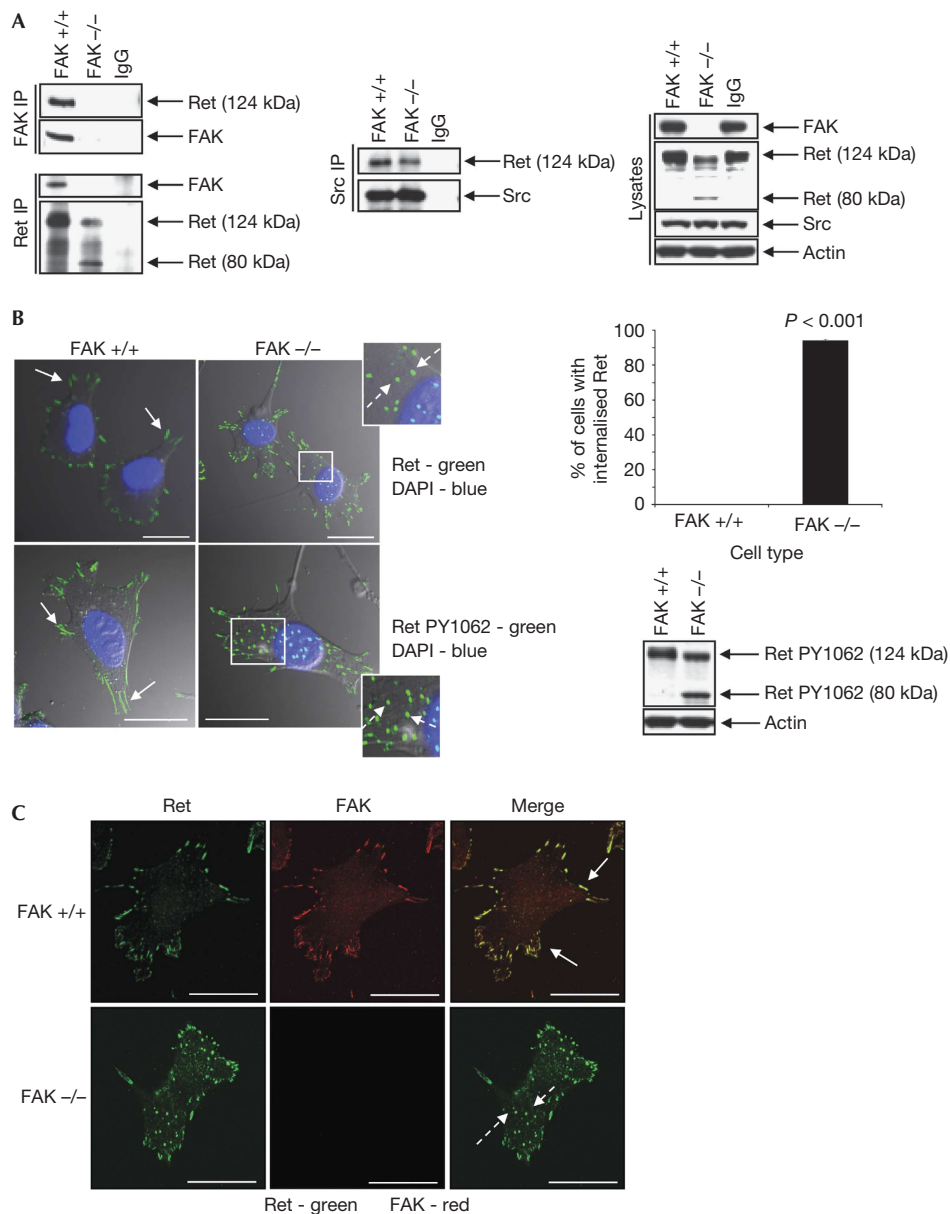 A
FAK +/+
FAK –/–
IgG
FAK IP
Ret (124 kDa)
FAK
Ret IP
FAK
Ret (124 kDa)
Ret (80 kDa)
FAK +/+
FAK –/–
IgG
Src IP
Ret (124 kDa)
Src
FAK +/+
FAK –/–
IgG
Lysates
FAK
Ret (124 kDa)
Ret (80 kDa)
Src
Actin
B
FAK +/+
FAK –/–
Ret - green
DAPI - blue
Ret PY1062 - green
DAPI - blue
% of cells with
internalised Ret
100
80
60
40
20
0
P < 0.001
FAK +/+
FAK –/–
Cell type
FAK +/+
FAK –/–
Ret PY1062 (124 kDa)
Ret PY1062 (80 kDa)
Actin
C
Ret
FAK
Merge
FAK +/+
FAK –/–
Ret - green
FAK - red